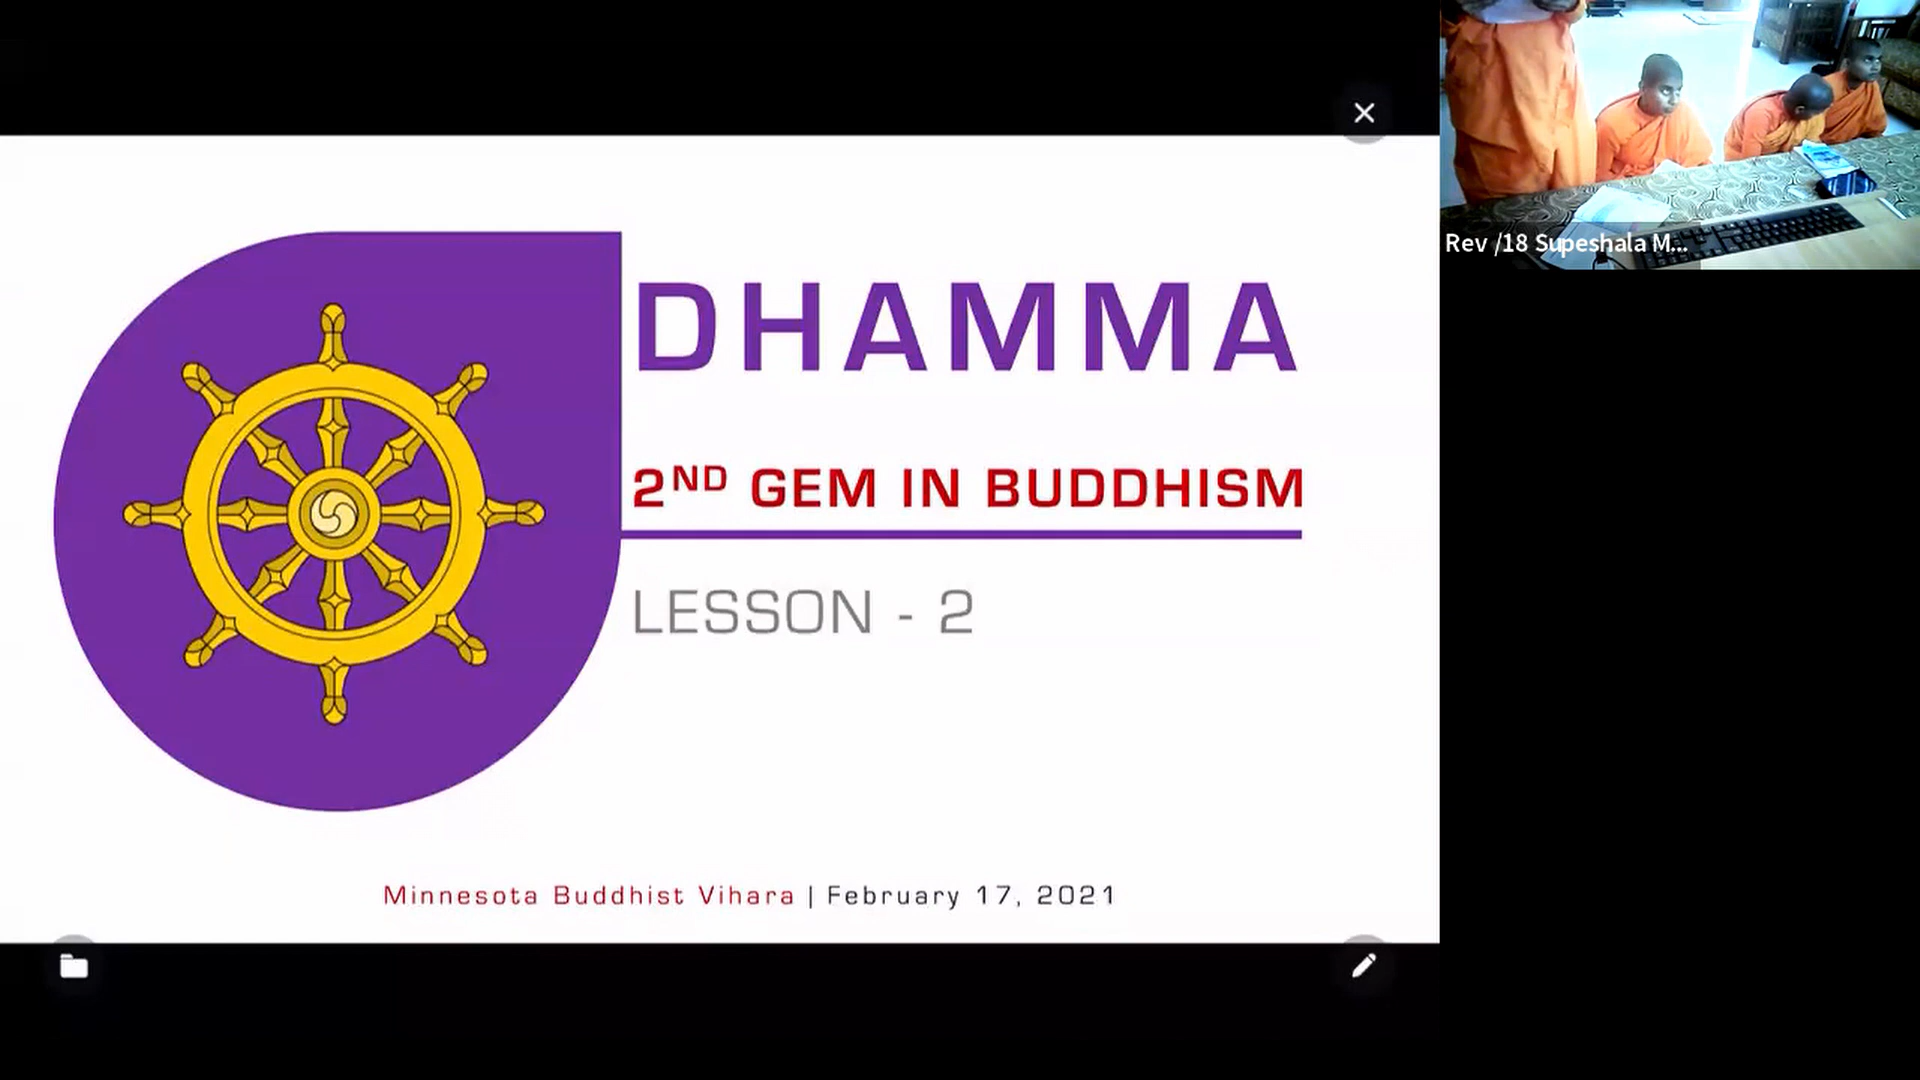 DHAMMA
2ND GEM IN BUDDHISM
LESSON - 2
Minnesota Buddhist Vihara | February 17, 2021
Rev /18 Supeshala M...